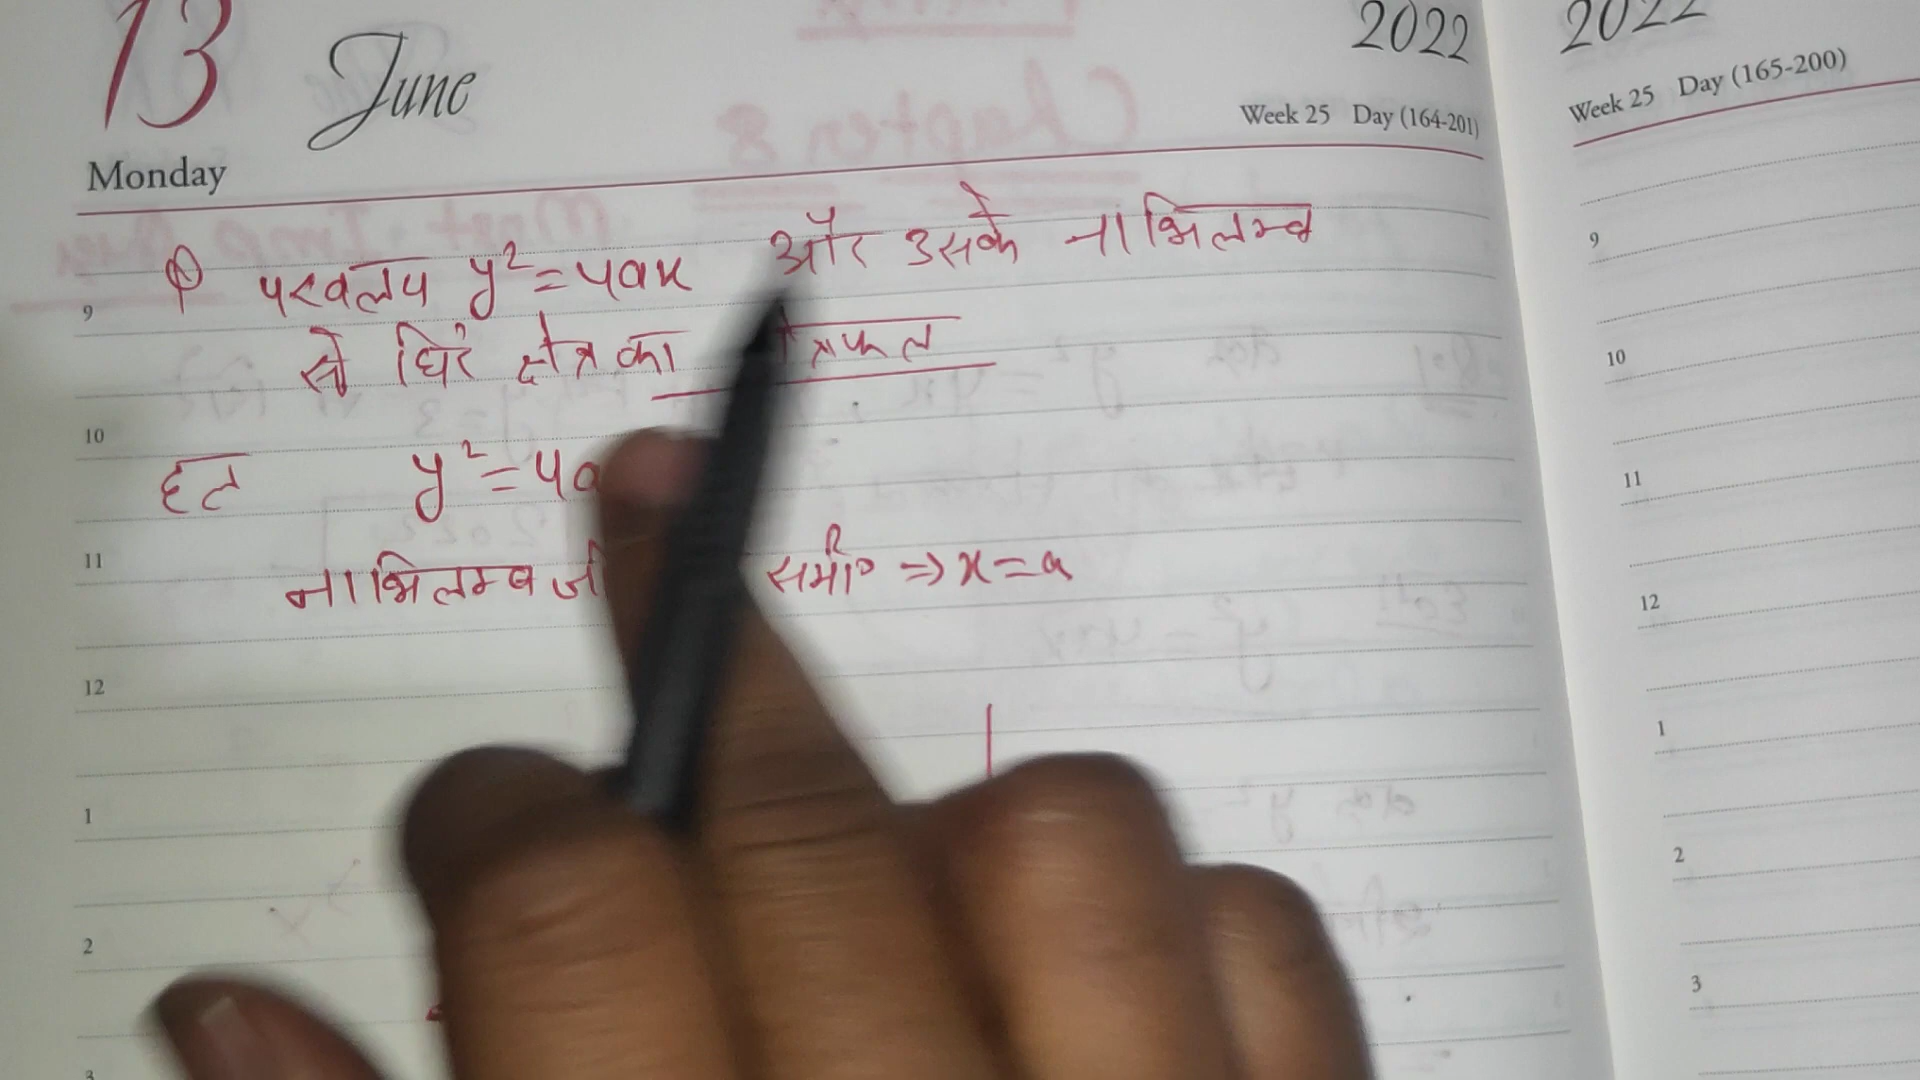 13 June 2022
Week 25 Day (164-201)
Monday
परवलय y²=4ax और उसके नाभिलम्ब
9
से घिरे क्षेत्र का
10
हल y²=4a
11
नाभिलम्ब जी समी० ⇒ x=a
12
1
2
3
2022
Week 25 Day (165-200)
9
10
11
12
1
2
3